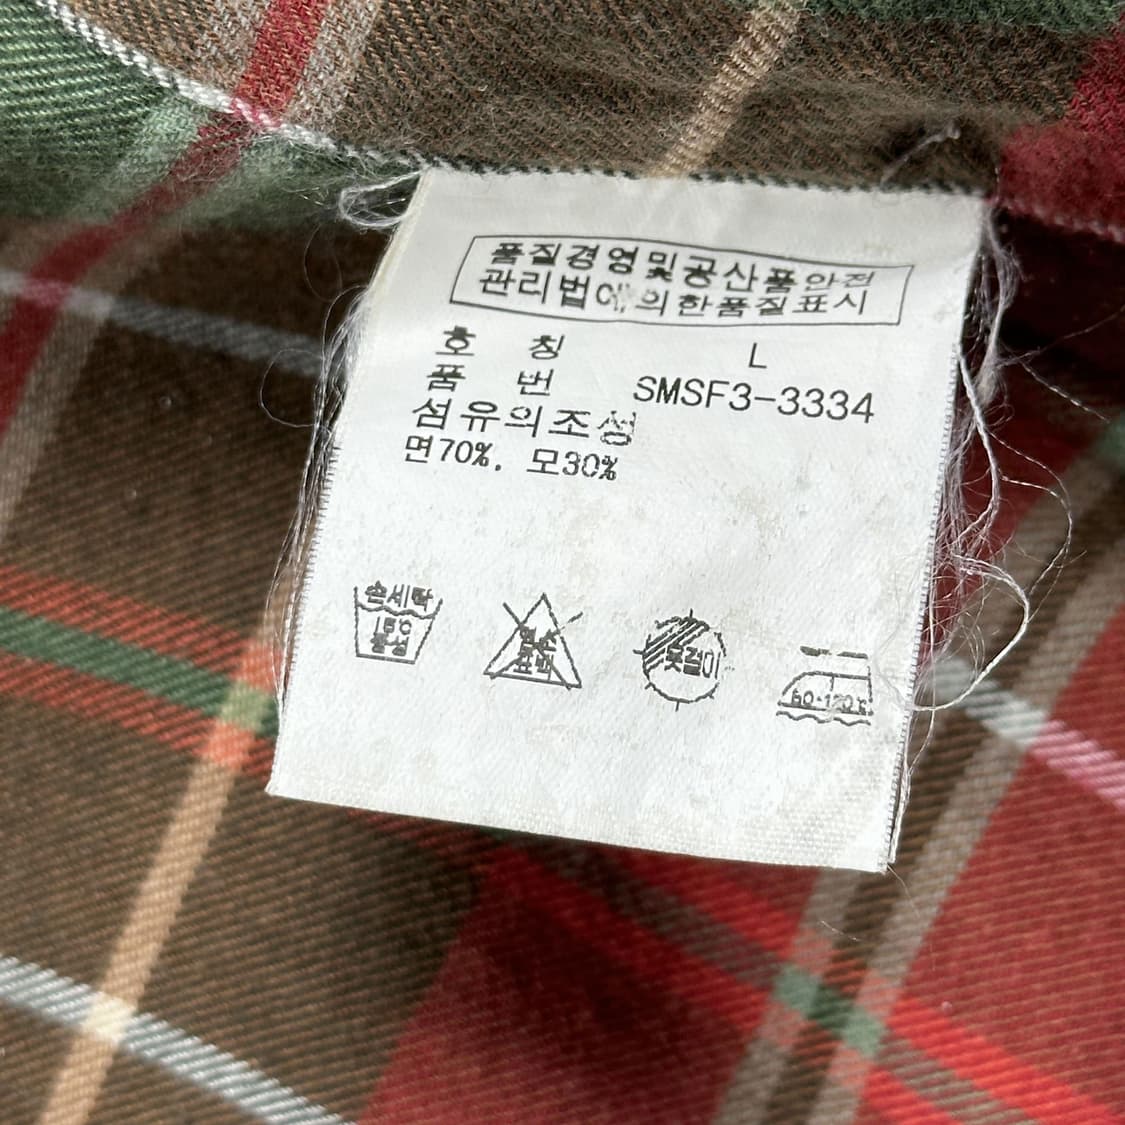 품질경영및공산품안전
관리법에의한품질표시
호 칭 L
품 번 SMSF3-3334
섬유의조성
면70%, 모30%
손세탁
옷걸이